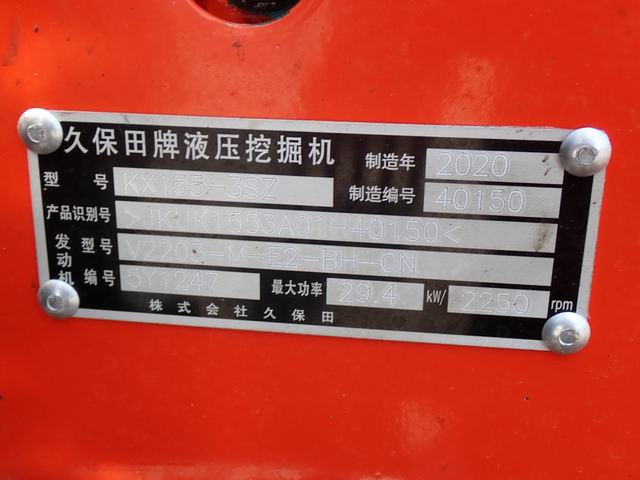 久保田牌液压挖掘机 制造年 2020
型 号 KX155-3SZ 制造编号 40150
产品识别号 >JKUK1553A01H40150<
发动机 型号 V2203-M-E2-BH-CN
编号 5Y1247 最大功率 29.4 kW/ 2250 rpm
株式会社久保田